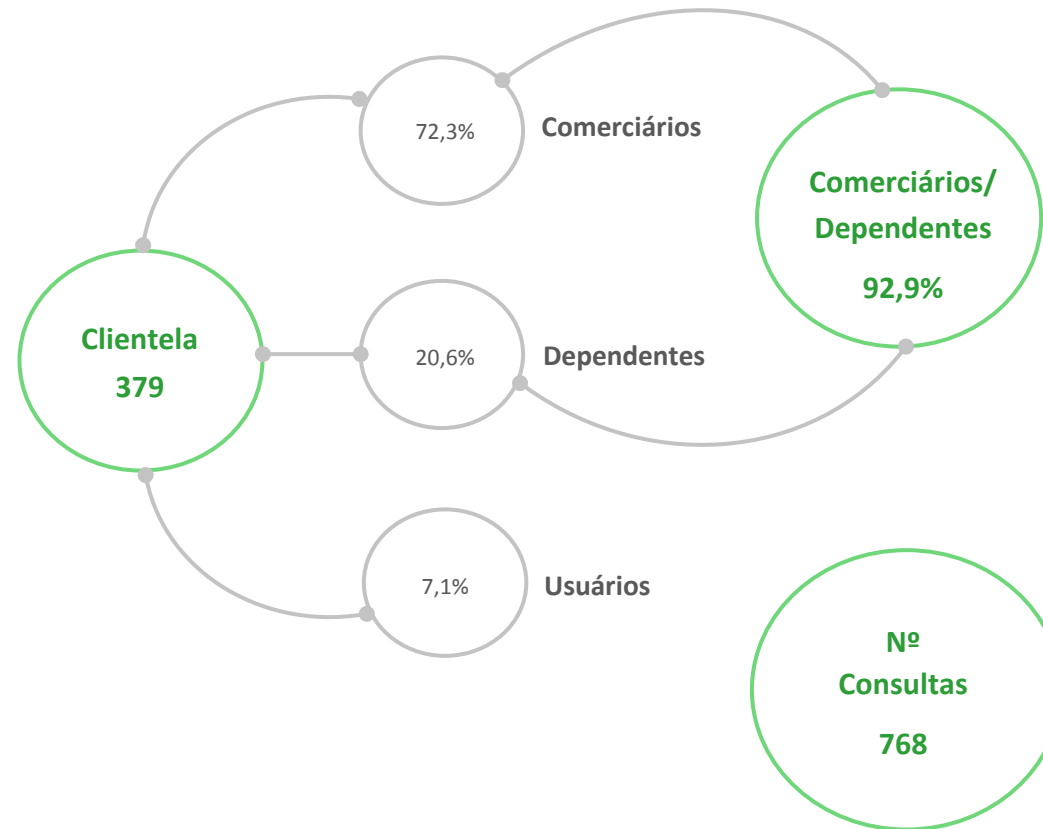 72,3%
Comerciários
Comerciários/
Dependentes
92,9%
Clientela
379
20,6%
Dependentes
7,1%
Usuários
Nº
Consultas
768